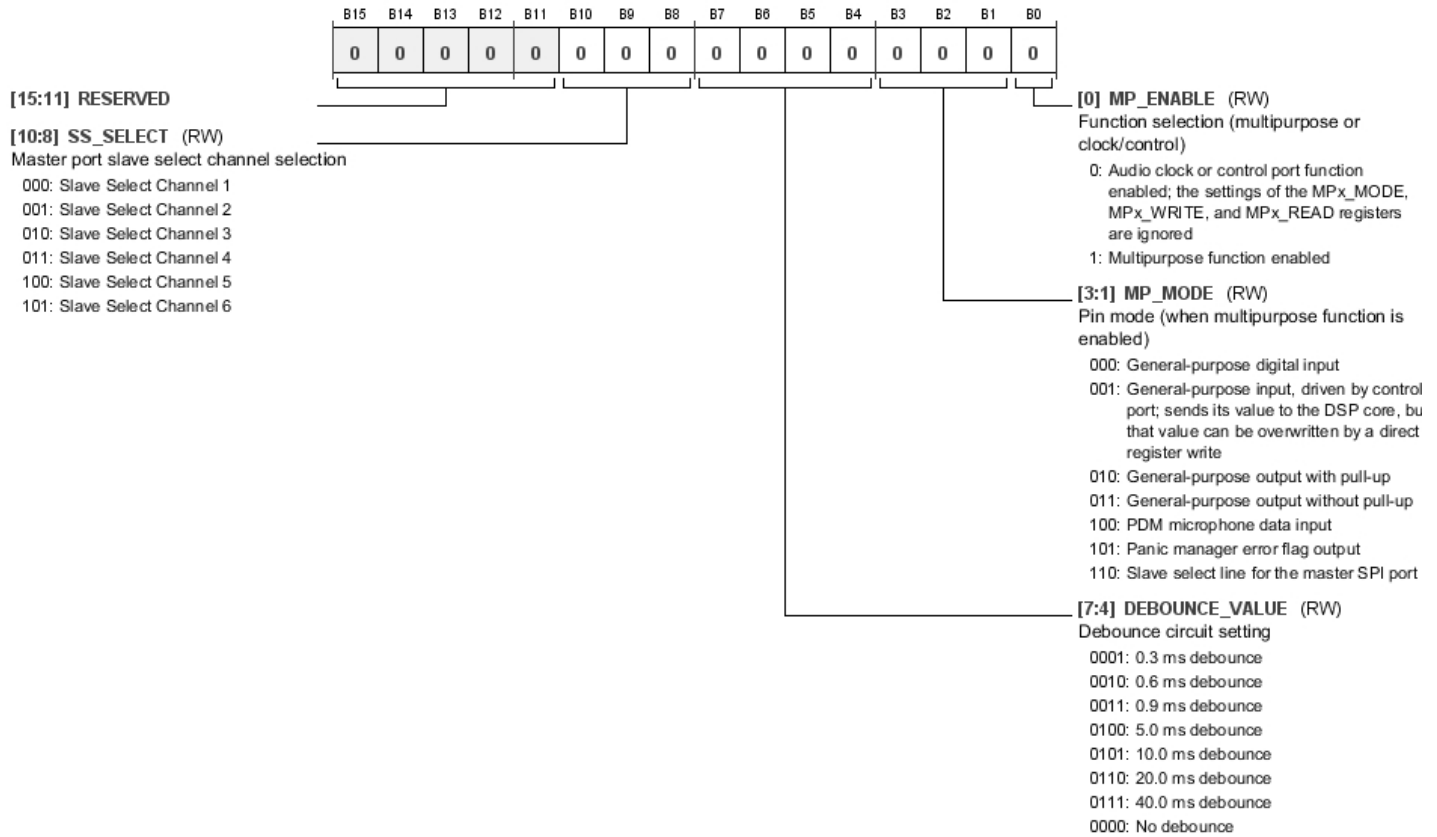 B15 B14 B13 B12 B11 B10 B9 B8 B7 B6 B5 B4 B3 B2 B1 B0
0 0 0 0 0 0 0 0 0 0 0 0 0 0 0 0
[15:11] RESERVED
[10:8] SS_SELECT (RW)
Master port slave select channel selection
000: Slave Select Channel 1
001: Slave Select Channel 2
010: Slave Select Channel 3
011: Slave Select Channel 4
100: Slave Select Channel 5
101: Slave Select Channel 6
[0] MP_ENABLE (RW)
Function selection (multipurpose or
clock/control)
0: Audio clock or control port function
enabled; the settings of the MPx_MODE,
MPx_WRITE, and MPx_READ registers
are ignored
1: Multipurpose function enabled
[3:1] MP_MODE (RW)
Pin mode (when multipurpose function is
enabled)
000: General-purpose digital input
001: General-purpose input, driven by control
port; sends its value to the DSP core, bu
that value can be overwritten by a direct
register write
010: General-purpose output with pull-up
011: General-purpose output without pull-up
100: PDM microphone data input
101: Panic manager error flag output
110: Slave select line for the master SPI port
[7:4] DEBOUNCE_VALUE (RW)
Debounce circuit setting
0001: 0.3 ms debounce
0010: 0.6 ms debounce
0011: 0.9 ms debounce
0100: 5.0 ms debounce
0101: 10.0 ms debounce
0110: 20.0 ms debounce
0111: 40.0 ms debounce
0000: No debounce